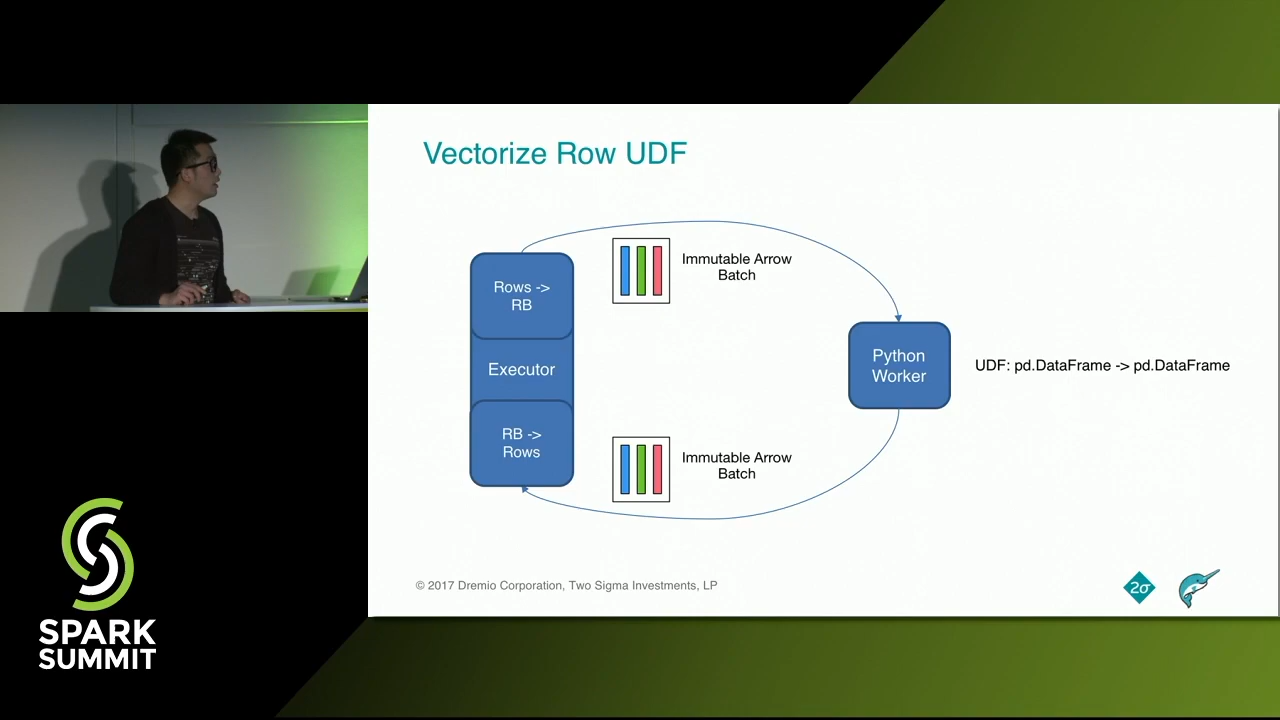 Vectorize Row UDF
Immutable Arrow
Batch
Rows ->
RB
Executor
RB ->
Rows
Python
Worker
UDF: pd.DataFrame -> pd.DataFrame
Immutable Arrow
Batch
© 2017 Dremio Corporation, Two Sigma Investments, LP
2σ
SPARK
SUMMIT